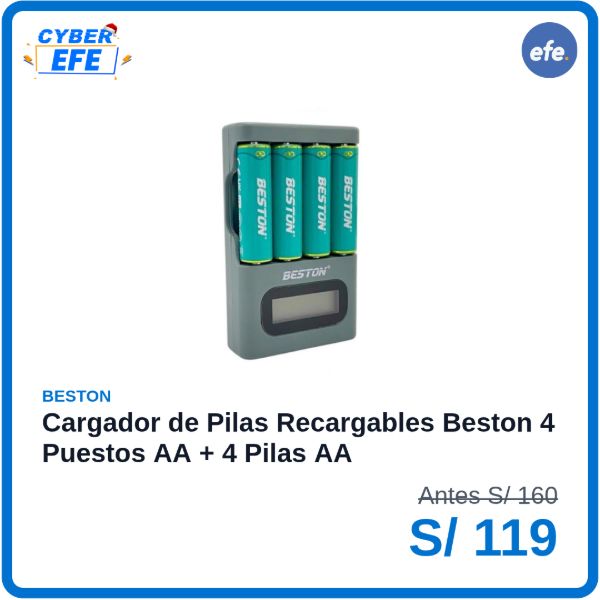 CYBER
EFE
efe.
BESTON
BESTON
BESTON
BESTON
BESTON
BESTON
Cargador de Pilas Recargables Beston 4
Puestos AA + 4 Pilas AA
Antes S/ 160
S/ 119